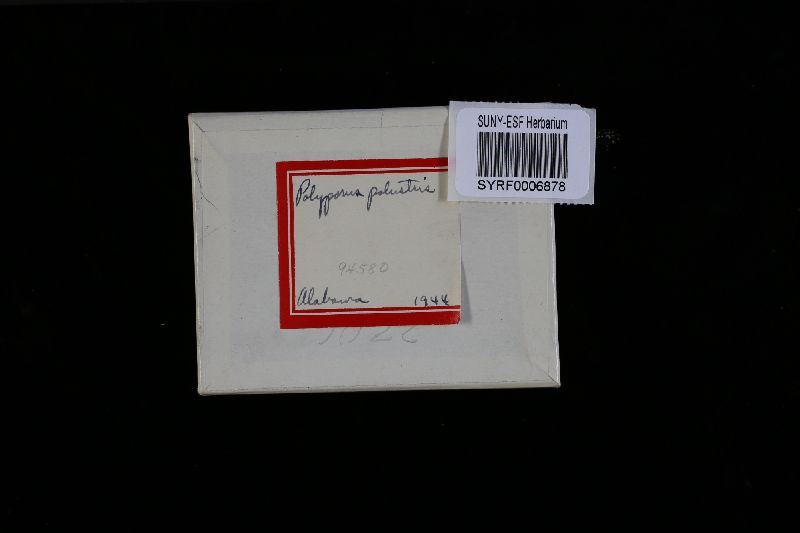 SUNY-ESF Herbarium
SYRF0006878
Polyporus palustris
94580
Alabama 1944